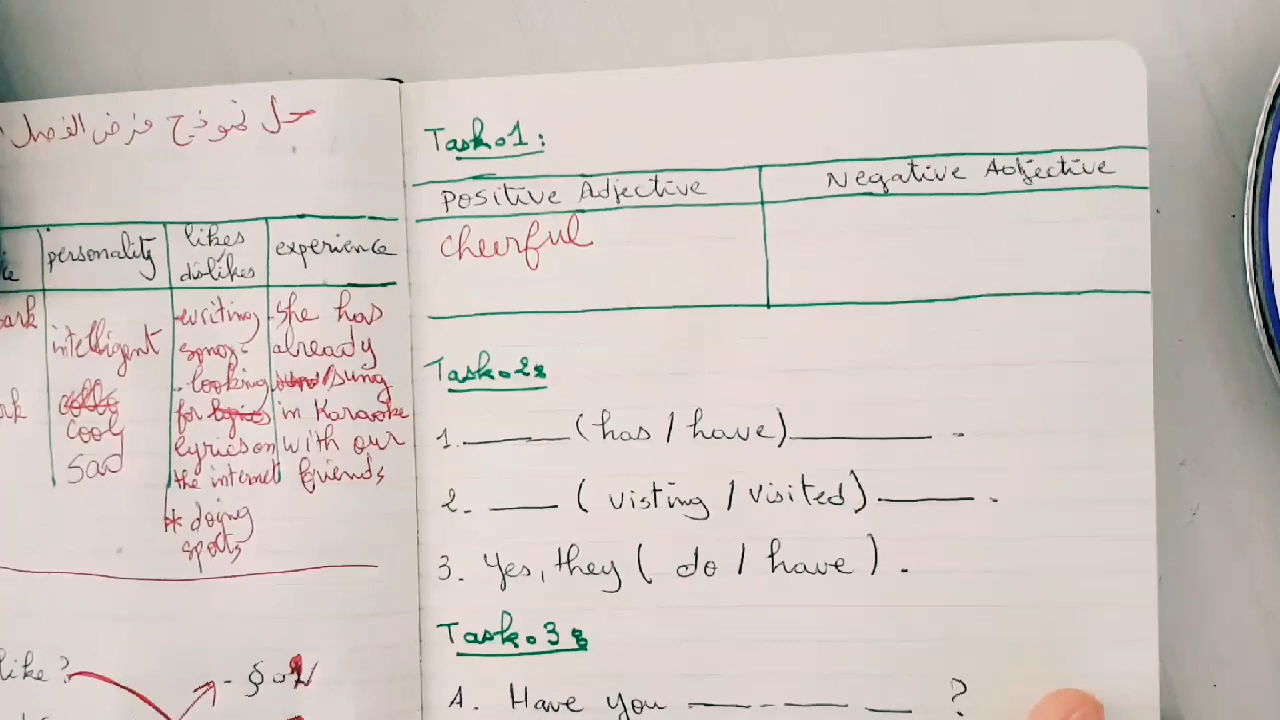 حل نموذج فرض الفصل
personality
likes/
dislikes
experience
intelligent
cool
sad
writing
songs
- looking
for
lyrics on
the internet
* doing
sports
- She has
already
sung
in Karaoke
with our
friends
like?
Task.1:
Positive Adjective
Negative Adjective
cheerful
Task.2:
1. ______ (has / have) ______ .
2. ____ ( visting / visited) _____ .
3. Yes, they ( do / have ) .
Task.3:
A. Have you __ _ __ __ ?